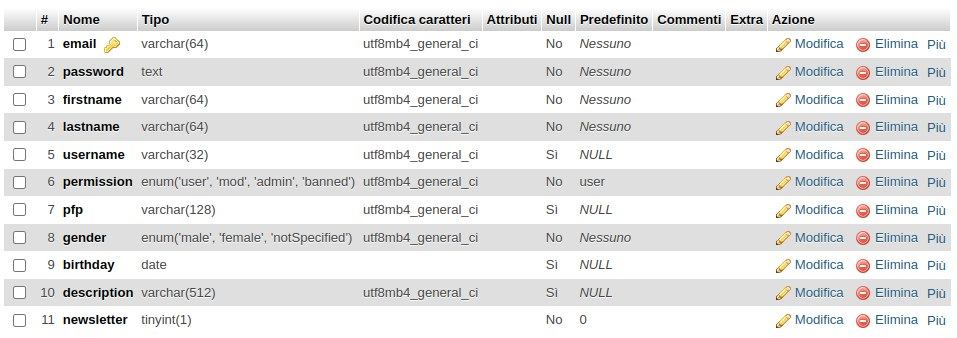 # Nome Tipo Codifica caratteri Attributi Null Predefinito Commenti Extra Azione
1 email varchar(64) utf8mb4_general_ci No Nessuno Modifica Elimina Più
2 password text utf8mb4_general_ci No Nessuno Modifica Elimina Più
3 firstname varchar(64) utf8mb4_general_ci No Nessuno Modifica Elimina Più
4 lastname varchar(64) utf8mb4_general_ci No Nessuno Modifica Elimina Più
5 username varchar(32) utf8mb4_general_ci Sì NULL Modifica Elimina Più
6 permission enum('user', 'mod', 'admin', 'banned') utf8mb4_general_ci No user Modifica Elimina Più
7 pfp varchar(128) utf8mb4_general_ci Sì NULL Modifica Elimina Più
8 gender enum('male', 'female', 'notSpecified') utf8mb4_general_ci No Nessuno Modifica Elimina Più
9 birthday date Sì NULL Modifica Elimina Più
10 description varchar(512) utf8mb4_general_ci Sì NULL Modifica Elimina Più
11 newsletter tinyint(1) No 0 Modifica Elimina Più